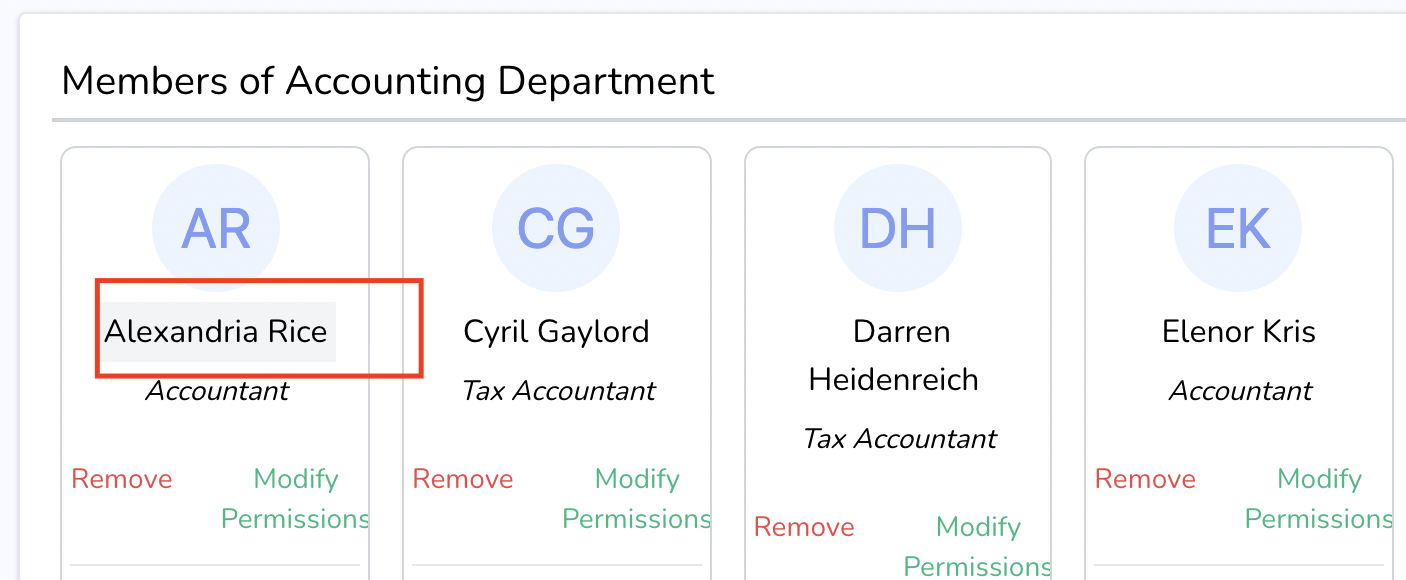 Members of Accounting Department
AR
Alexandria Rice
Accountant
Remove
Modify
Permissions
CG
Cyril Gaylord
Tax Accountant
Remove
Modify
Permissions
DH
Darren
Heidenreich
Tax Accountant
Remove
Modify
Permissions
EK
Elenor Kris
Accountant
Remove
Modify
Permissions